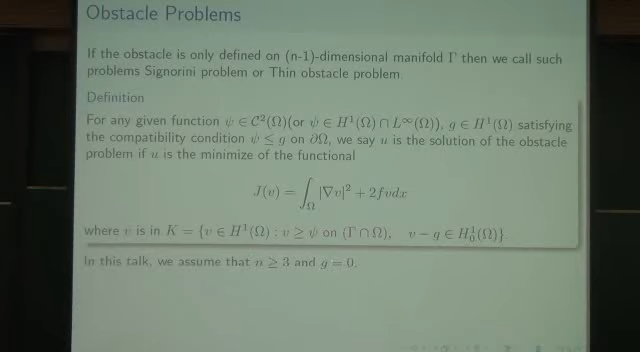 Obstacle Problems
If the obstacle is only defined on (n-1)-dimensional manifold Γ then we call such
problems Signorini problem or Thin obstacle problem.
Definition
For any given function ψ ∈ C²(Ω)(or ψ ∈ H¹(Ω) ∩ L∞(Ω)), g ∈ H¹(Ω) satisfying
the compatibility condition ψ ≤ g on ∂Ω, we say u is the solution of the obstacle
problem if u is the minimize of the functional
J(v) = ∫_Ω |∇v|² + 2fvdx
where v is in K = {v ∈ H¹(Ω) : v ≥ ψ on (Γ ∩ Ω), v − g ∈ H¹₀(Ω)}.
In this talk, we assume that n ≥ 3 and g = 0.